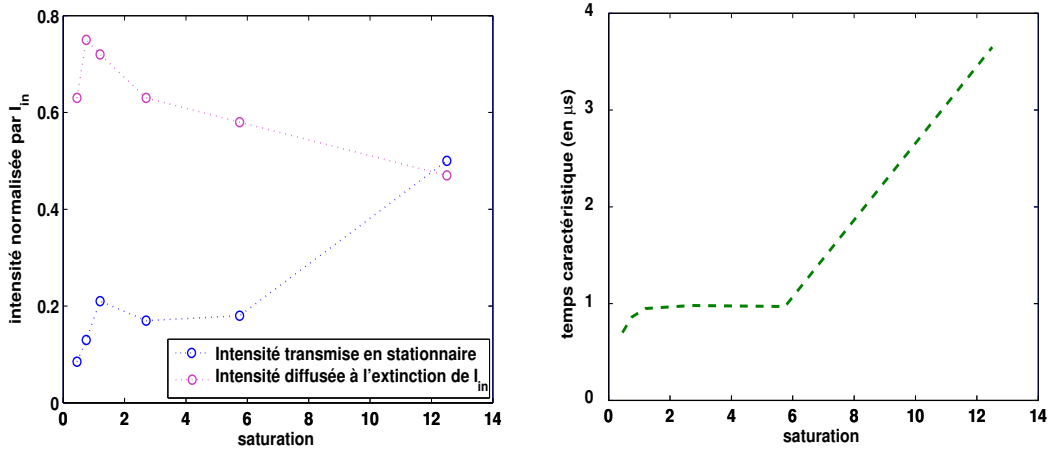 0.8
0.6
0.4
0.2
0
0 2 4 6 8 10 12 14
intensité normalisée par I_in
saturation
Intensité transmise en stationnaire
Intensité diffusée à l'extinction de I_in
4
3
2
1
0
0 2 4 6 8 10 12 14
temps caractéristique (en μs)
saturation